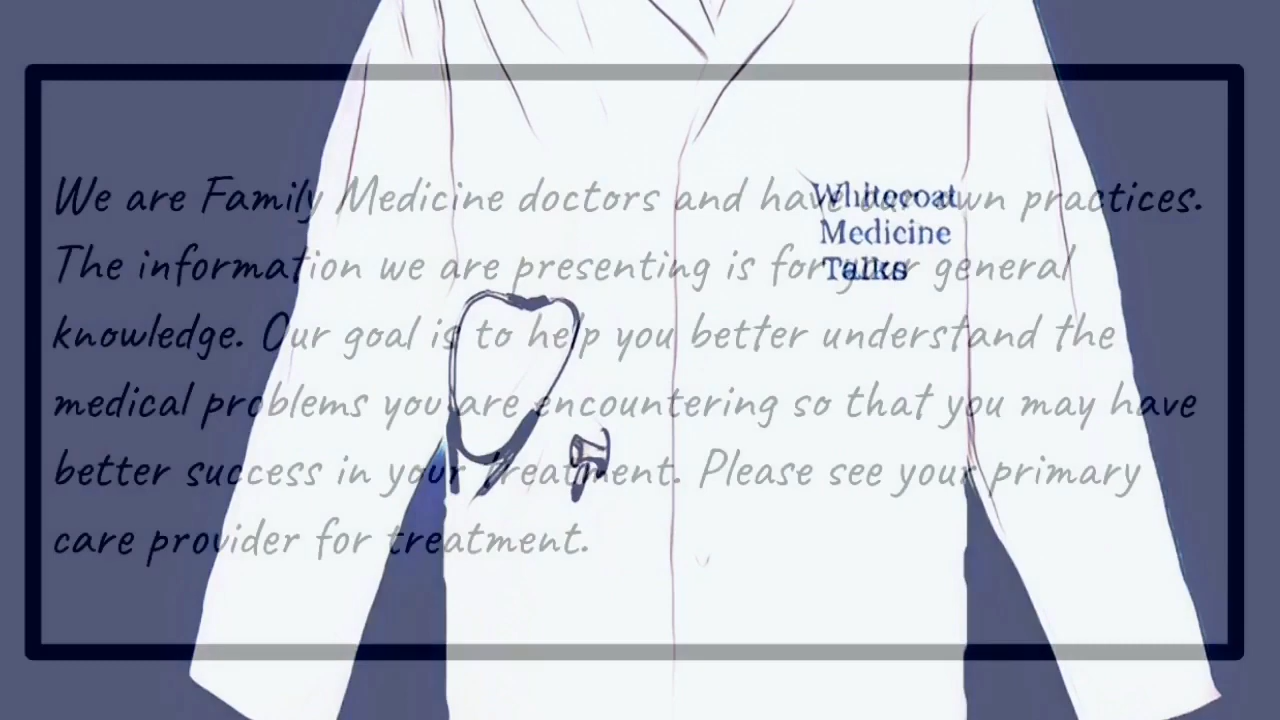 We are Family Medicine doctors and have our own practices.
The information we are presenting is for your general
knowledge. Our goal is to help you better understand the
medical problems you are encountering so that you may have
better success in your treatment. Please see your primary
care provider for treatment.
Whitecoat
Medicine
Talks